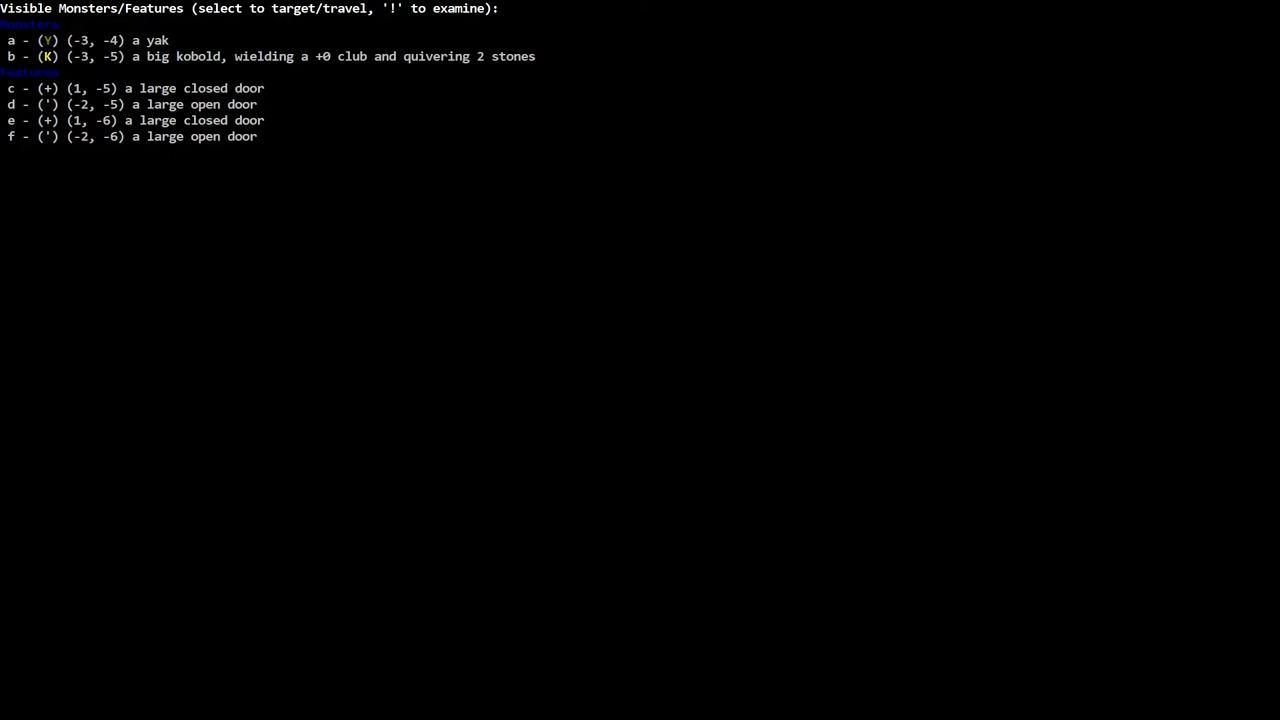 Visible Monsters/Features (select to target/travel, '!' to examine):
Monsters
a - (Y) (-3, -4) a yak
b - (K) (-3, -5) a big kobold, wielding a +0 club and quivering 2 stones
Features
c - (+) (1, -5) a large closed door
d - (') (-2, -5) a large open door
e - (+) (1, -6) a large closed door
f - (') (-2, -6) a large open door